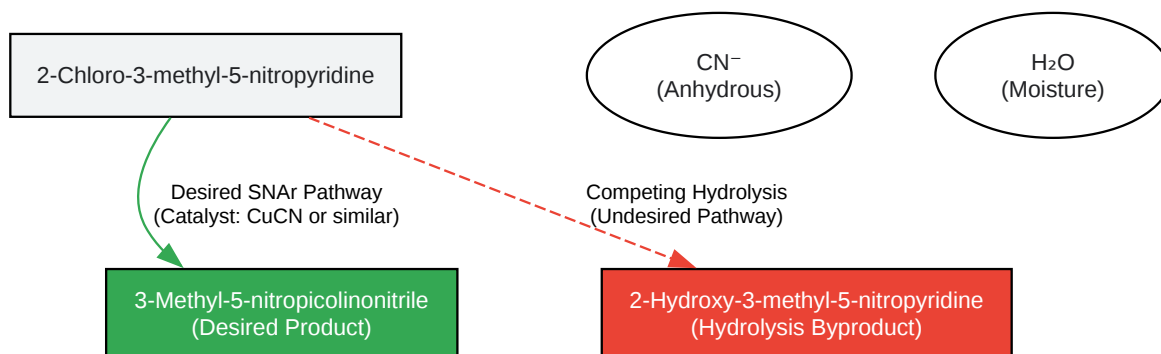 2-Chloro-3-methyl-5-nitropyridine
CN⁻
(Anhydrous)
H₂O
(Moisture)
Desired SNAr Pathway
(Catalyst: CuCN or similar)
Competing Hydrolysis
(Undesired Pathway)
3-Methyl-5-nitropicolinonitrile
(Desired Product)
2-Hydroxy-3-methyl-5-nitropyridine
(Hydrolysis Byproduct)